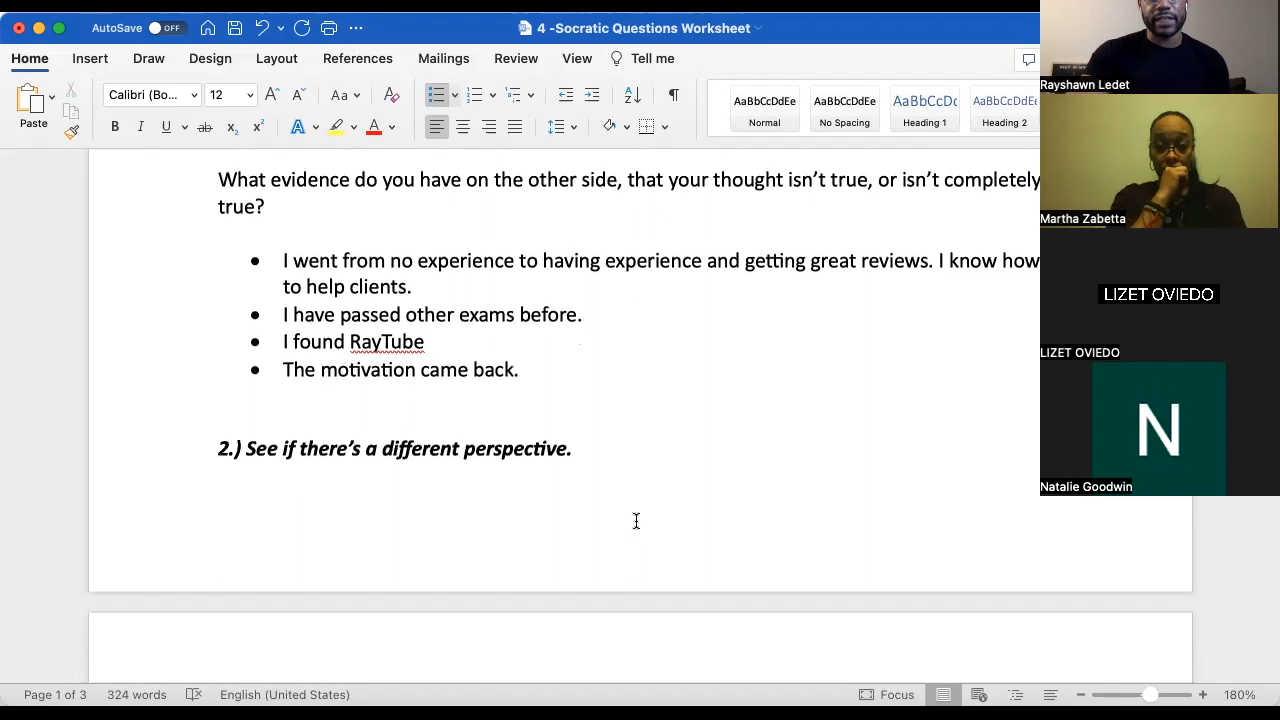 AutoSave OFF
4 -Socratic Questions Worksheet
Home Insert Draw Design Layout References Mailings Review View Tell me
Paste
Calibri (Bo... 12
AaBbCcDdEe AaBbCcDdEe AaBbCcDc AaBbCcDdEe
Normal No Spacing Heading 1 Heading 2
What evidence do you have on the other side, that your thought isn’t true, or isn’t completely
true?
• I went from no experience to having experience and getting great reviews. I know how
to help clients.
• I have passed other exams before.
• I found RayTube
• The motivation came back.
2.) See if there’s a different perspective.
Rayshawn Ledet
Martha Zabetta
LIZET OVIEDO
LIZET OVIEDO
N
Natalie Goodwin
Page 1 of 3 324 words English (United States) Focus 180%